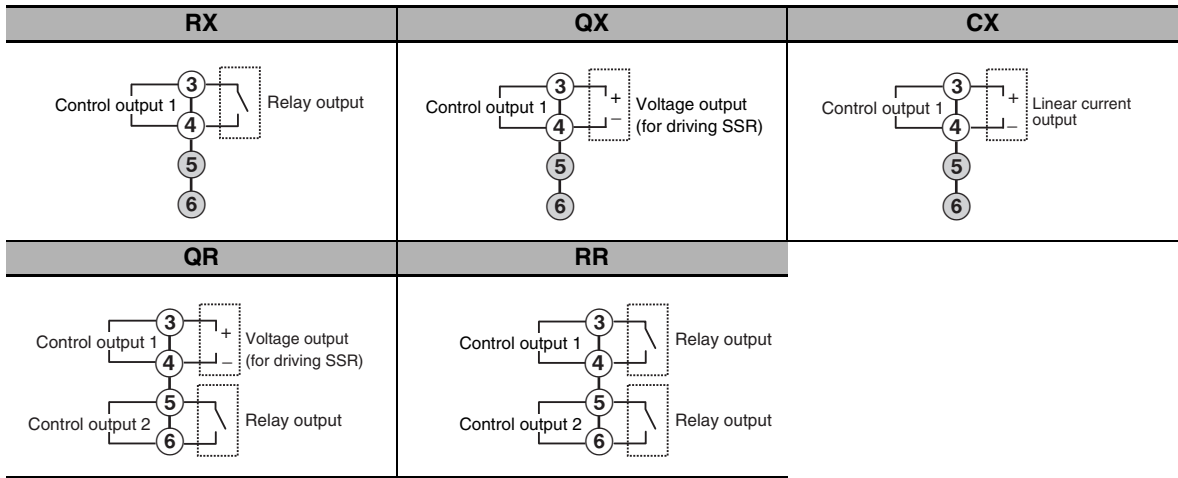 RX
QX
CX
Control output 1
3
4
5
6
Relay output
Control output 1
3
4
5
6
+
–
Voltage output
(for driving SSR)
Control output 1
3
4
5
6
+
–
Linear current
output
QR
RR
Control output 1
3
4
+
–
Voltage output
(for driving SSR)
Control output 2
5
6
Relay output
Control output 1
3
4
Relay output
Control output 2
5
6
Relay output